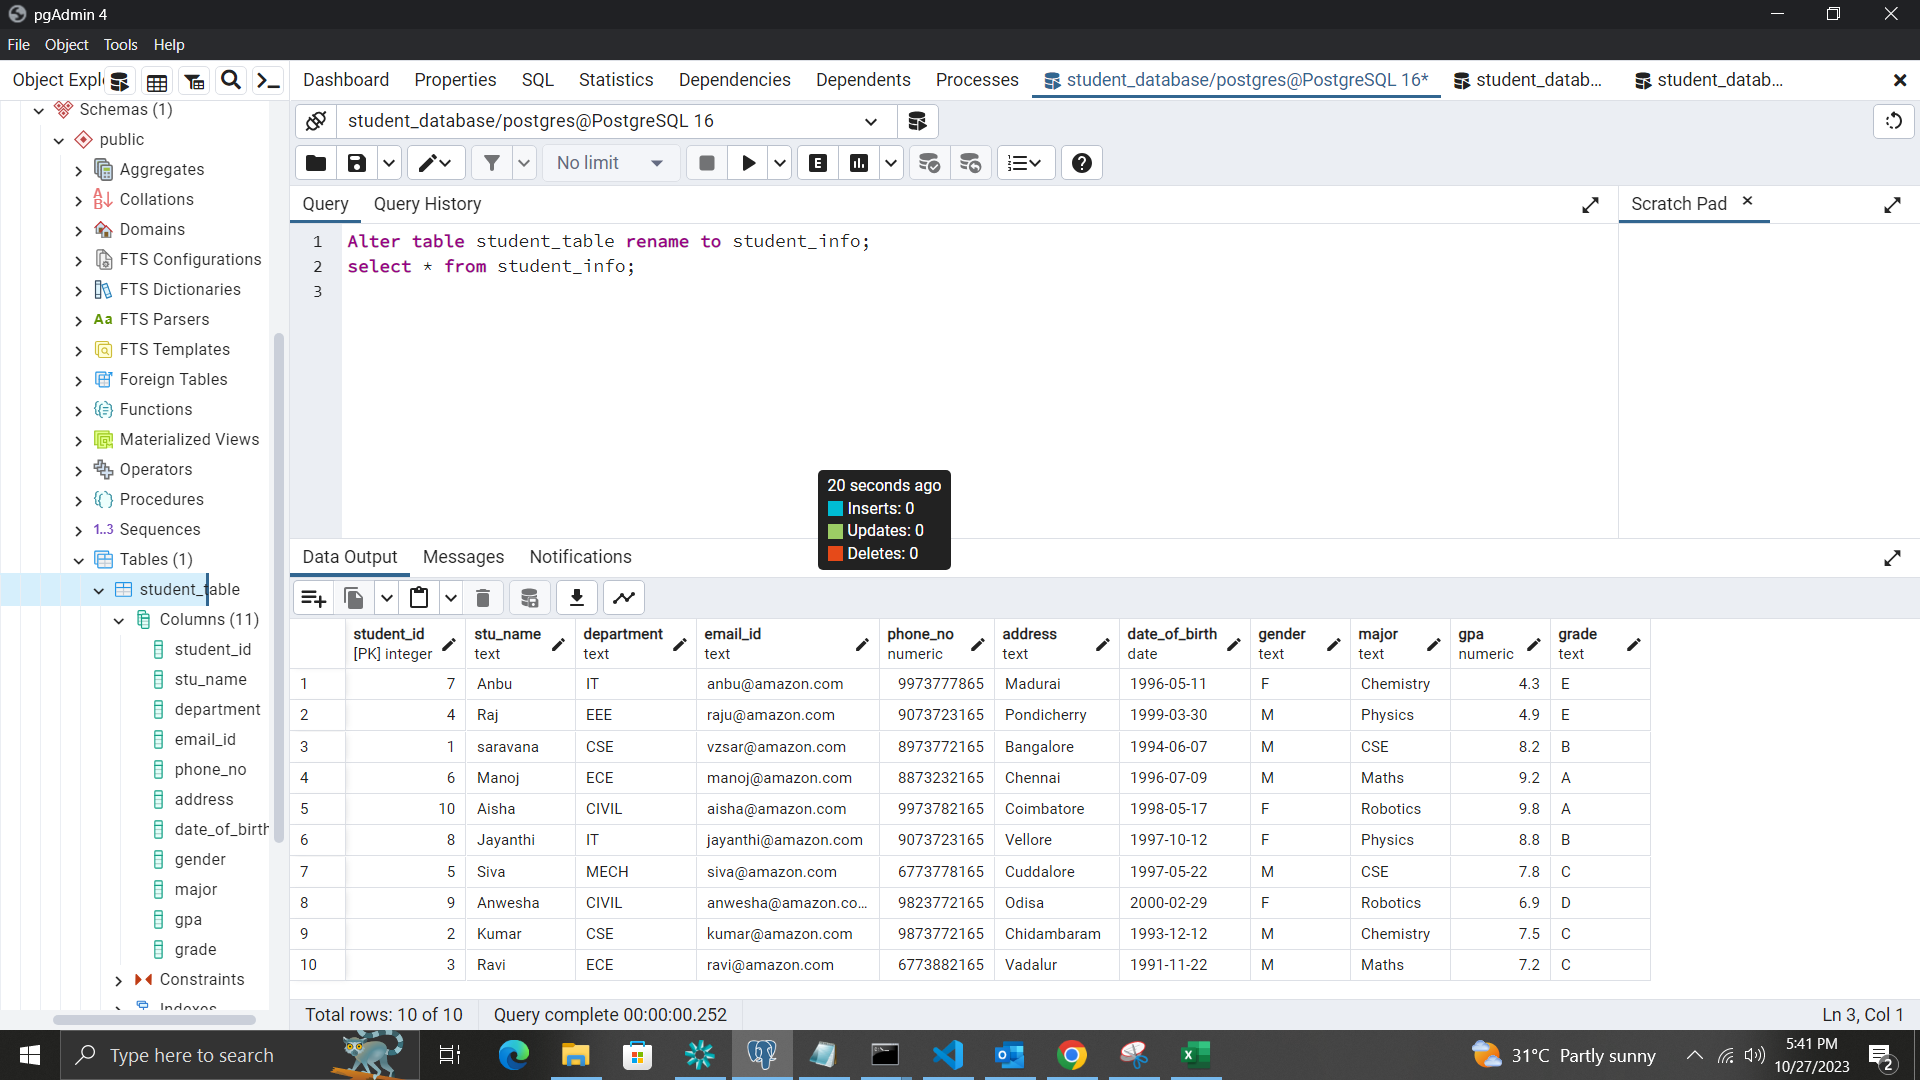 pgAdmin 4
File Object Tools Help
Object Expl
Dashboard Properties SQL Statistics Dependencies Dependents Processes student_database/postgres@PostgreSQL 16* student_datab... student_datab...
Schemas (1)
public
Aggregates
Collations
Domains
FTS Configurations
FTS Dictionaries
Aa FTS Parsers
FTS Templates
Foreign Tables
Functions
Materialized Views
Operators
Procedures
1..3 Sequences
Tables (1)
student_table
Columns (11)
student_id
stu_name
department
email_id
phone_no
address
date_of_birth
gender
major
gpa
grade
Constraints
Indexes
student_database/postgres@PostgreSQL 16
No limit
E
Query Query History
Scratch Pad
1 Alter table student_table rename to student_info;
2 select * from student_info;
3
20 seconds ago
Inserts: 0
Updates: 0
Deletes: 0
Data Output Messages Notifications
student_id stu_name department email_id phone_no address date_of_birth gender major gpa grade
[PK] integer text text text numeric text date text text numeric text
1 7 Anbu IT anbu@amazon.com 9973777865 Madurai 1996-05-11 F Chemistry 4.3 E
2 4 Raj EEE raju@amazon.com 9073723165 Pondicherry 1999-03-30 M Physics 4.9 E
3 1 saravana CSE vzsar@amazon.com 8973772165 Bangalore 1994-06-07 M CSE 8.2 B
4 6 Manoj ECE manoj@amazon.com 8873232165 Chennai 1996-07-09 M Maths 9.2 A
5 10 Aisha CIVIL aisha@amazon.com 9973782165 Coimbatore 1998-05-17 F Robotics 9.8 A
6 8 Jayanthi IT jayanthi@amazon.com 9073723165 Vellore 1997-10-12 F Physics 8.8 B
7 5 Siva MECH siva@amazon.com 6773778165 Cuddalore 1997-05-22 M CSE 7.8 C
8 9 Anwesha CIVIL anwesha@amazon.co... 9823772165 Odisa 2000-02-29 F Robotics 6.9 D
9 2 Kumar CSE kumar@amazon.com 9873772165 Chidambaram 1993-12-12 M Chemistry 7.5 C
10 3 Ravi ECE ravi@amazon.com 6773882165 Vadalur 1991-11-22 M Maths 7.2 C
Total rows: 10 of 10 Query complete 00:00:00.252
Ln 3, Col 1
Type here to search
31°C Partly sunny
5:41 PM
10/27/2023
2